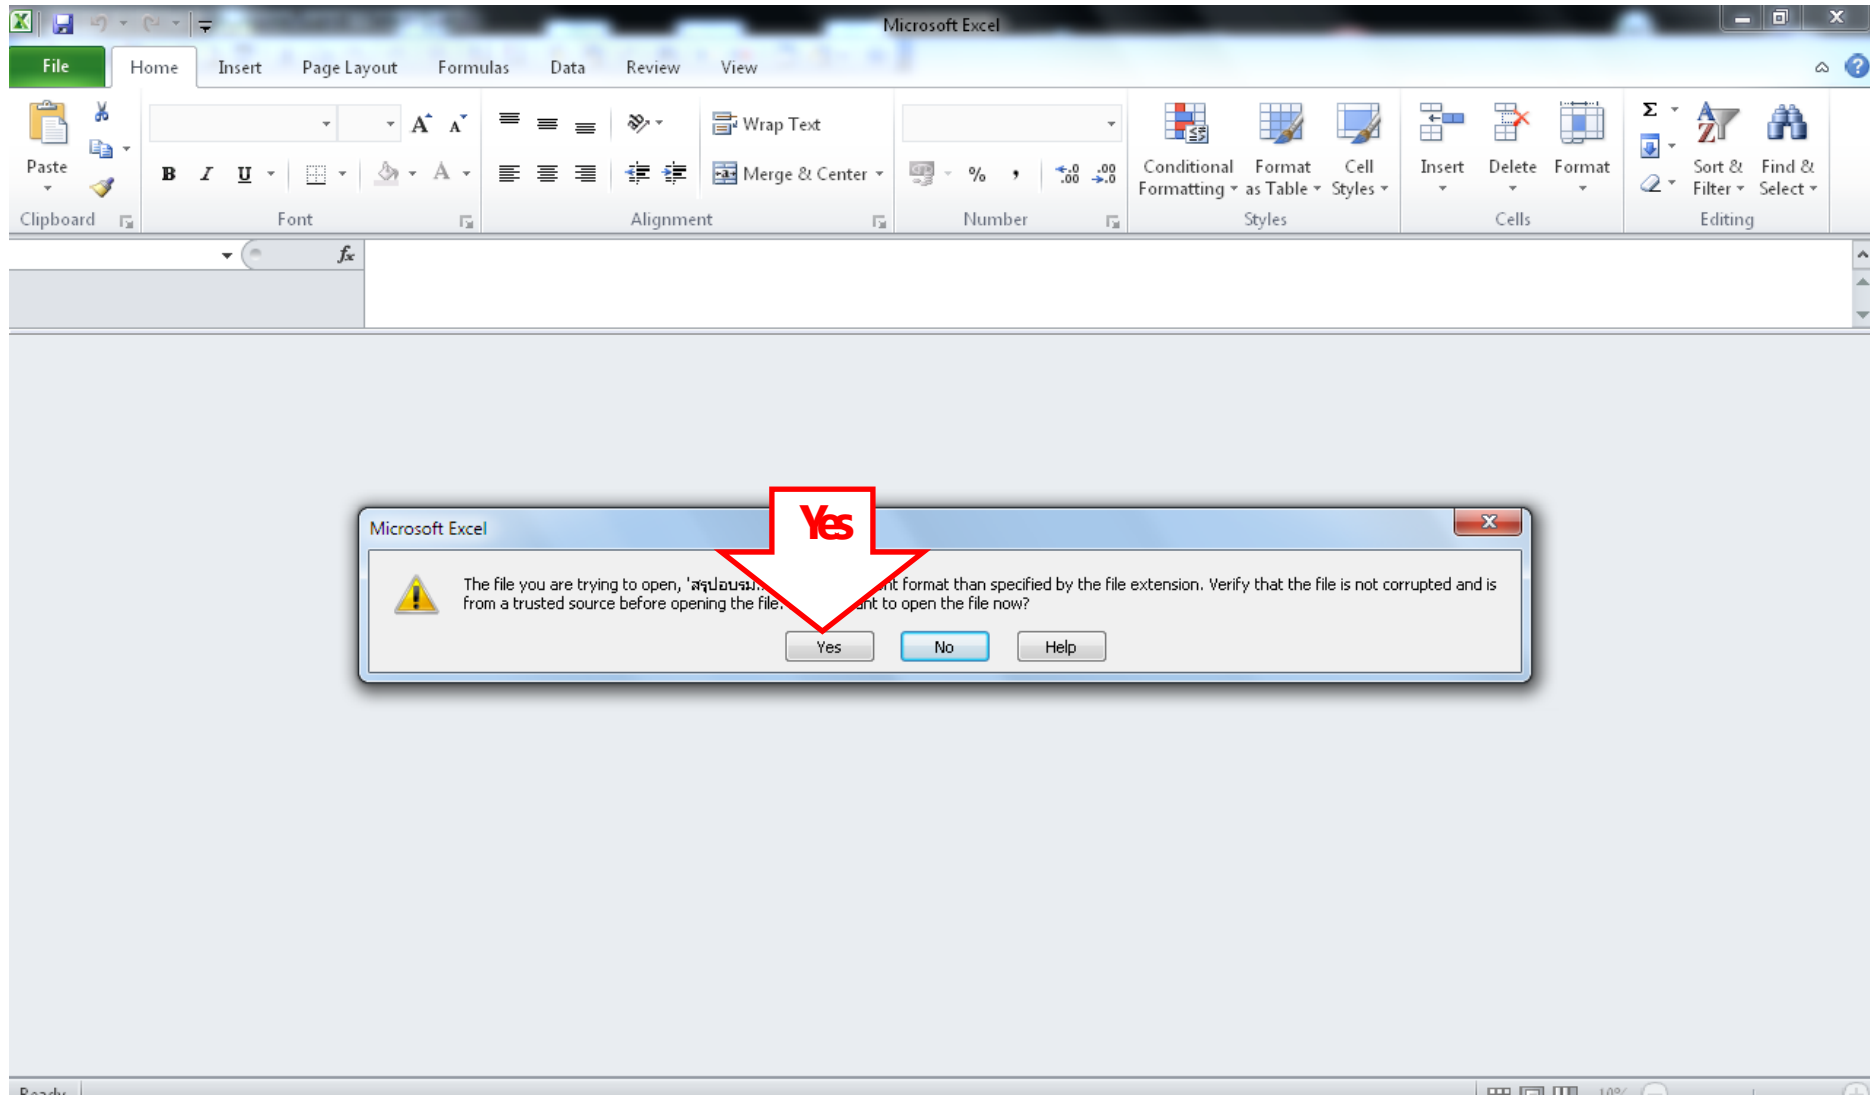 Microsoft Excel
File Home Insert Page Layout Formulas Data Review View
Paste
Clipboard
B I U A
Font
Wrap Text
Merge & Center
Alignment
% ,
Number
Conditional Formatting
Format as Table
Cell Styles
Styles
Insert Delete Format
Cells
Σ
Sort & Filter
Find & Select
Editing
fx
Yes
Microsoft Excel
The file you are trying to open, 'สรุปอบรม... format than specified by the file extension. Verify that the file is not corrupted and is
from a trusted source before opening the file. to open the file now?
Yes No Help
Ready 10%